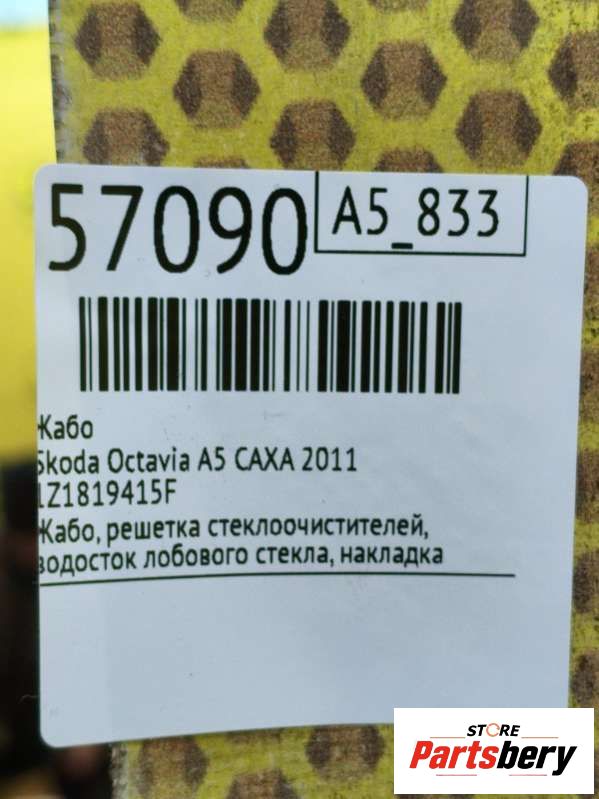 57090
A5_833
Жабо
Skoda Octavia A5 CAXA 2011
1Z1819415F
Жабо, решетка стеклоочистителей,
водосток лобового стекла, накладка
STORE
Partsbery